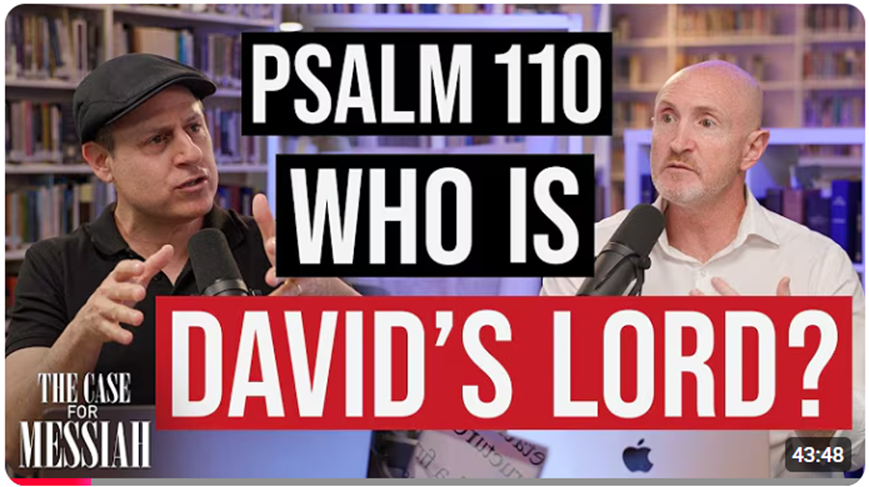 PSALM 110
WHO IS
DAVID'S LORD?
THE CASE
FOR
MESSIAH
43:48